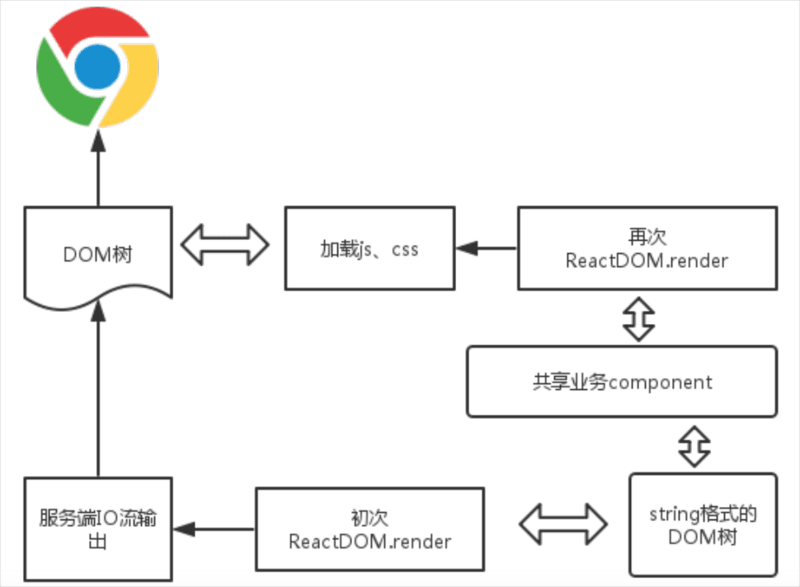 DOM树
加载js、css
再次
ReactDOM.render
共享业务component
服务端IO流输
出
初次
ReactDOM.render
string格式的
DOM树